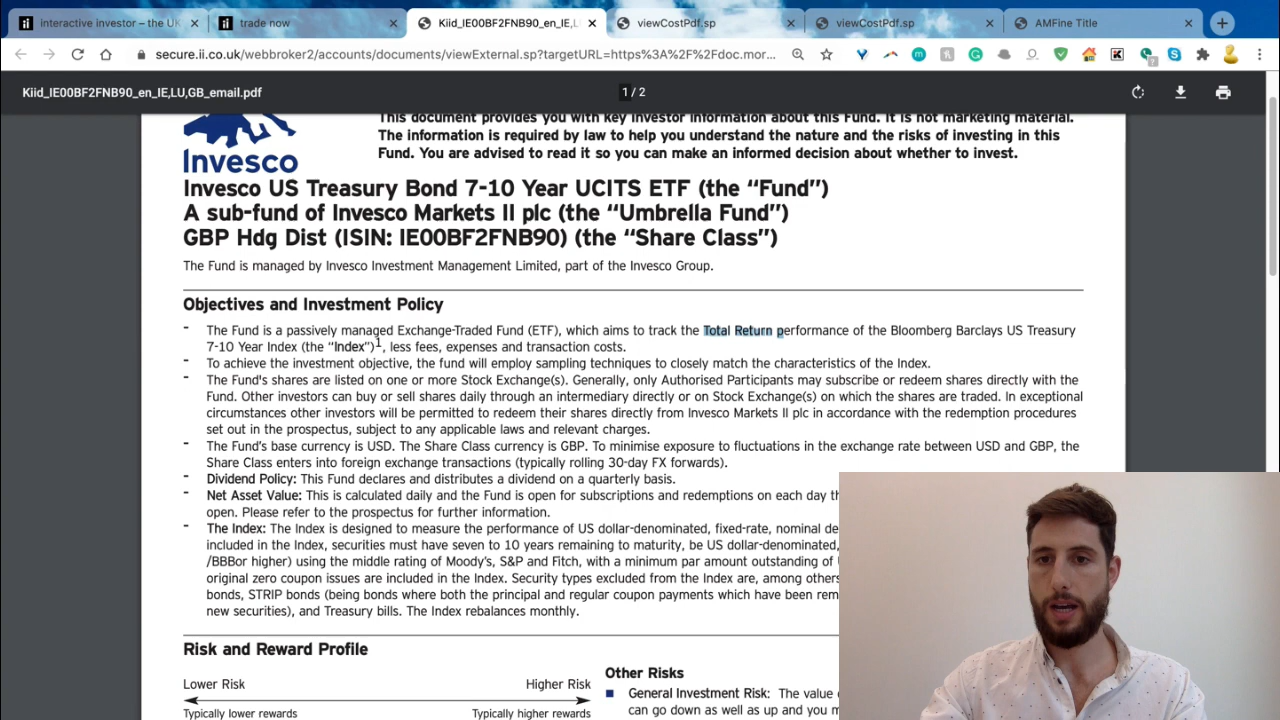 interactive investor – the UK
trade now
Kiid_IE00BF2FNB90_en_IE,L
viewCostPdf.sp
viewCostPdf.sp
AMFine Title
secure.ii.co.uk/webbroker2/accounts/documents/viewExternal.sp?targetURL=https%3A%2F%2Fdoc.mor...
Kiid_IE00BF2FNB90_en_IE,LU,GB_email.pdf
1 / 2
Invesco
This document provides you with key investor information about this Fund. It is not marketing material.
The information is required by law to help you understand the nature and the risks of investing in this
Fund. You are advised to read it so you can make an informed decision about whether to invest.
Invesco US Treasury Bond 7-10 Year UCITS ETF (the “Fund”)
A sub-fund of Invesco Markets II plc (the “Umbrella Fund”)
GBP Hdg Dist (ISIN: IE00BF2FNB90) (the “Share Class”)
The Fund is managed by Invesco Investment Management Limited, part of the Invesco Group.
Objectives and Investment Policy
- The Fund is a passively managed Exchange-Traded Fund (ETF), which aims to track the Total Return performance of the Bloomberg Barclays US Treasury
7-10 Year Index (the “Index”)1, less fees, expenses and transaction costs.
- To achieve the investment objective, the fund will employ sampling techniques to closely match the characteristics of the Index.
- The Fund's shares are listed on one or more Stock Exchange(s). Generally, only Authorised Participants may subscribe or redeem shares directly with the
Fund. Other investors can buy or sell shares daily through an intermediary directly or on Stock Exchange(s) on which the shares are traded. In exceptional
circumstances other investors will be permitted to redeem their shares directly from Invesco Markets II plc in accordance with the redemption procedures
set out in the prospectus, subject to any applicable laws and relevant charges.
- The Fund’s base currency is USD. The Share Class currency is GBP. To minimise exposure to fluctuations in the exchange rate between USD and GBP, the
Share Class enters into foreign exchange transactions (typically rolling 30-day FX forwards).
- Dividend Policy: This Fund declares and distributes a dividend on a quarterly basis.
- Net Asset Value: This is calculated daily and the Fund is open for subscriptions and redemptions on each day th
open. Please refer to the prospectus for further information.
- The Index: The Index is designed to measure the performance of US dollar-denominated, fixed-rate, nominal de
included in the Index, securities must have seven to 10 years remaining to maturity, be US dollar-denominated,
/BBBor higher) using the middle rating of Moody’s, S&P and Fitch, with a minimum par amount outstanding of
original zero coupon issues are included in the Index. Security types excluded from the Index are, among others
bonds, STRIP bonds (being bonds where both the principal and regular coupon payments which have been rem
new securities), and Treasury bills. The Index rebalances monthly.
Risk and Reward Profile
Lower Risk
Higher Risk
Typically lower rewards
Typically higher rewards
Other Risks
General Investment Risk: The value
can go down as well as up and you m